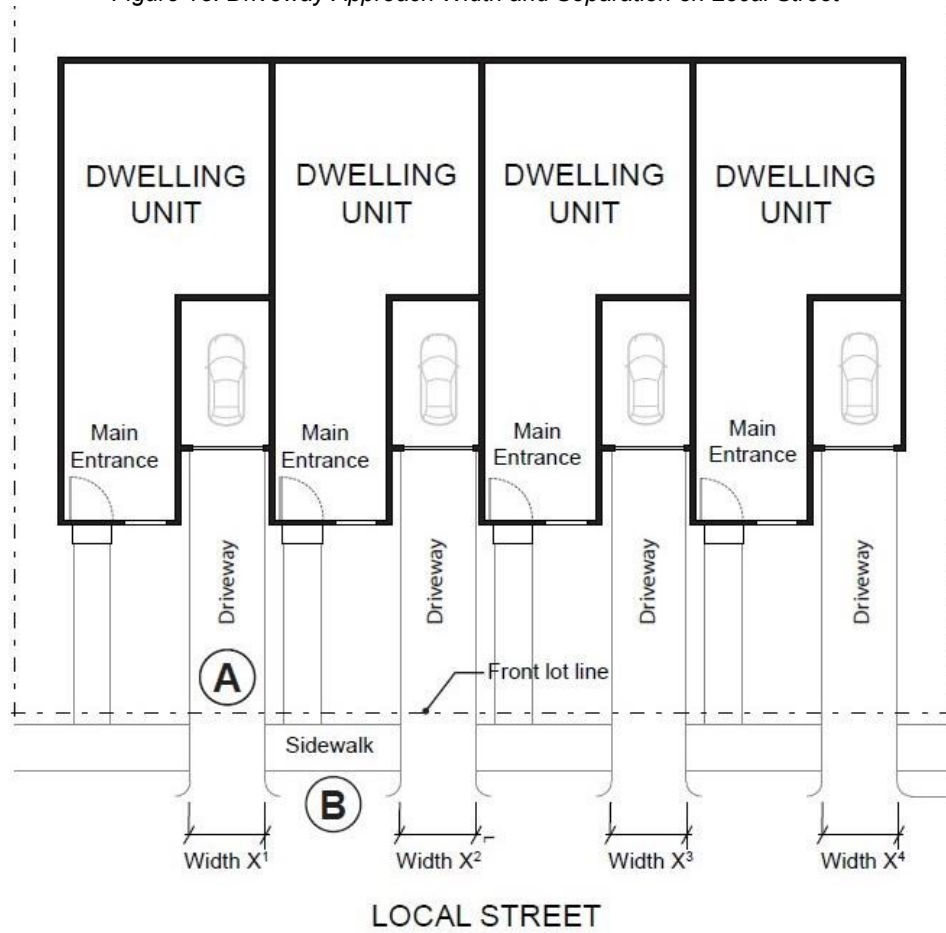 Figure 18. Driveway Approach Width and Separation on Local Street
DWELLING
UNIT
DWELLING
UNIT
DWELLING
UNIT
DWELLING
UNIT
Main
Entrance
Main
Entrance
Main
Entrance
Main
Entrance
Driveway
Driveway
Driveway
Driveway
A
Front lot line
Sidewalk
B
Width X¹
Width X²
Width X³
Width X⁴
LOCAL STREET